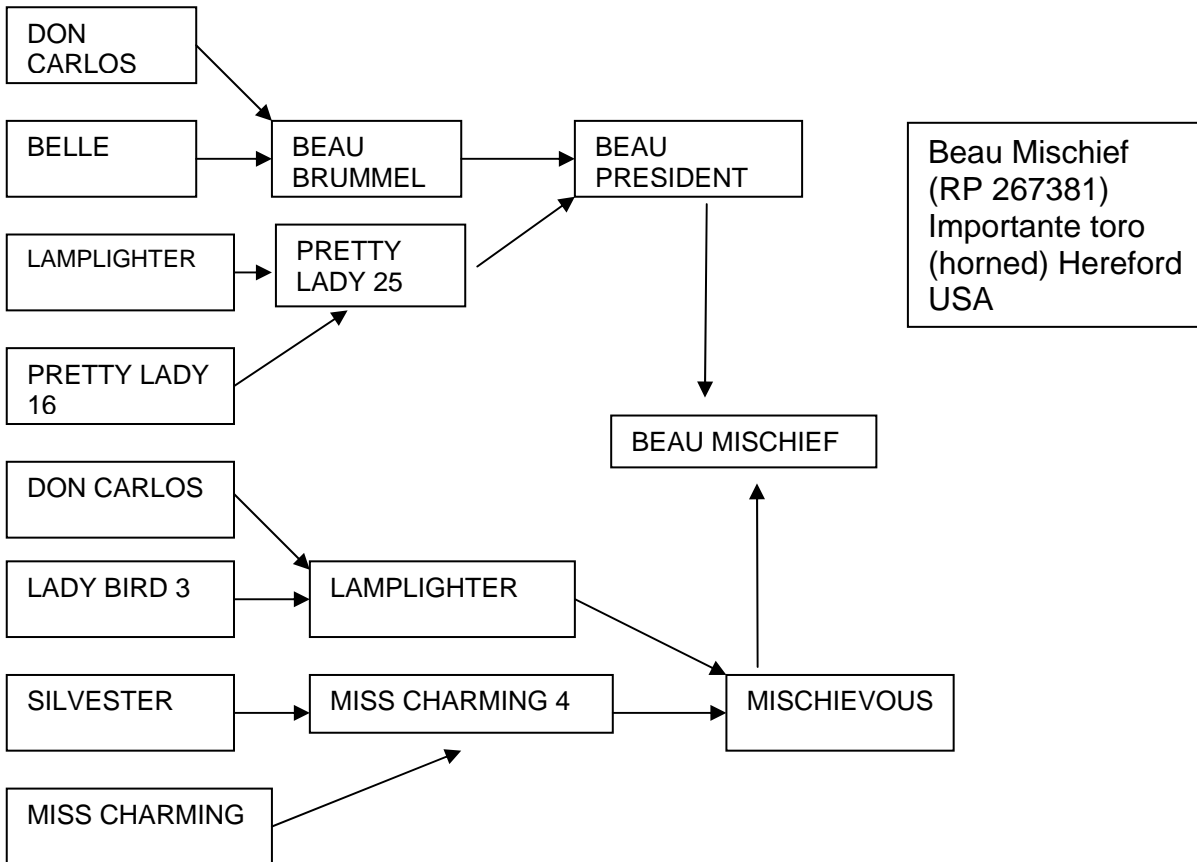 DON
CARLOS
BELLE
BEAU
BRUMMEL
BEAU
PRESIDENT
Beau Mischief
(RP 267381)
Importante toro
(horned) Hereford
USA
LAMPLIGHTER
PRETTY
LADY 25
PRETTY LADY
16
BEAU MISCHIEF
DON CARLOS
LADY BIRD 3
LAMPLIGHTER
SILVESTER
MISS CHARMING 4
MISCHIEVOUS
MISS CHARMING